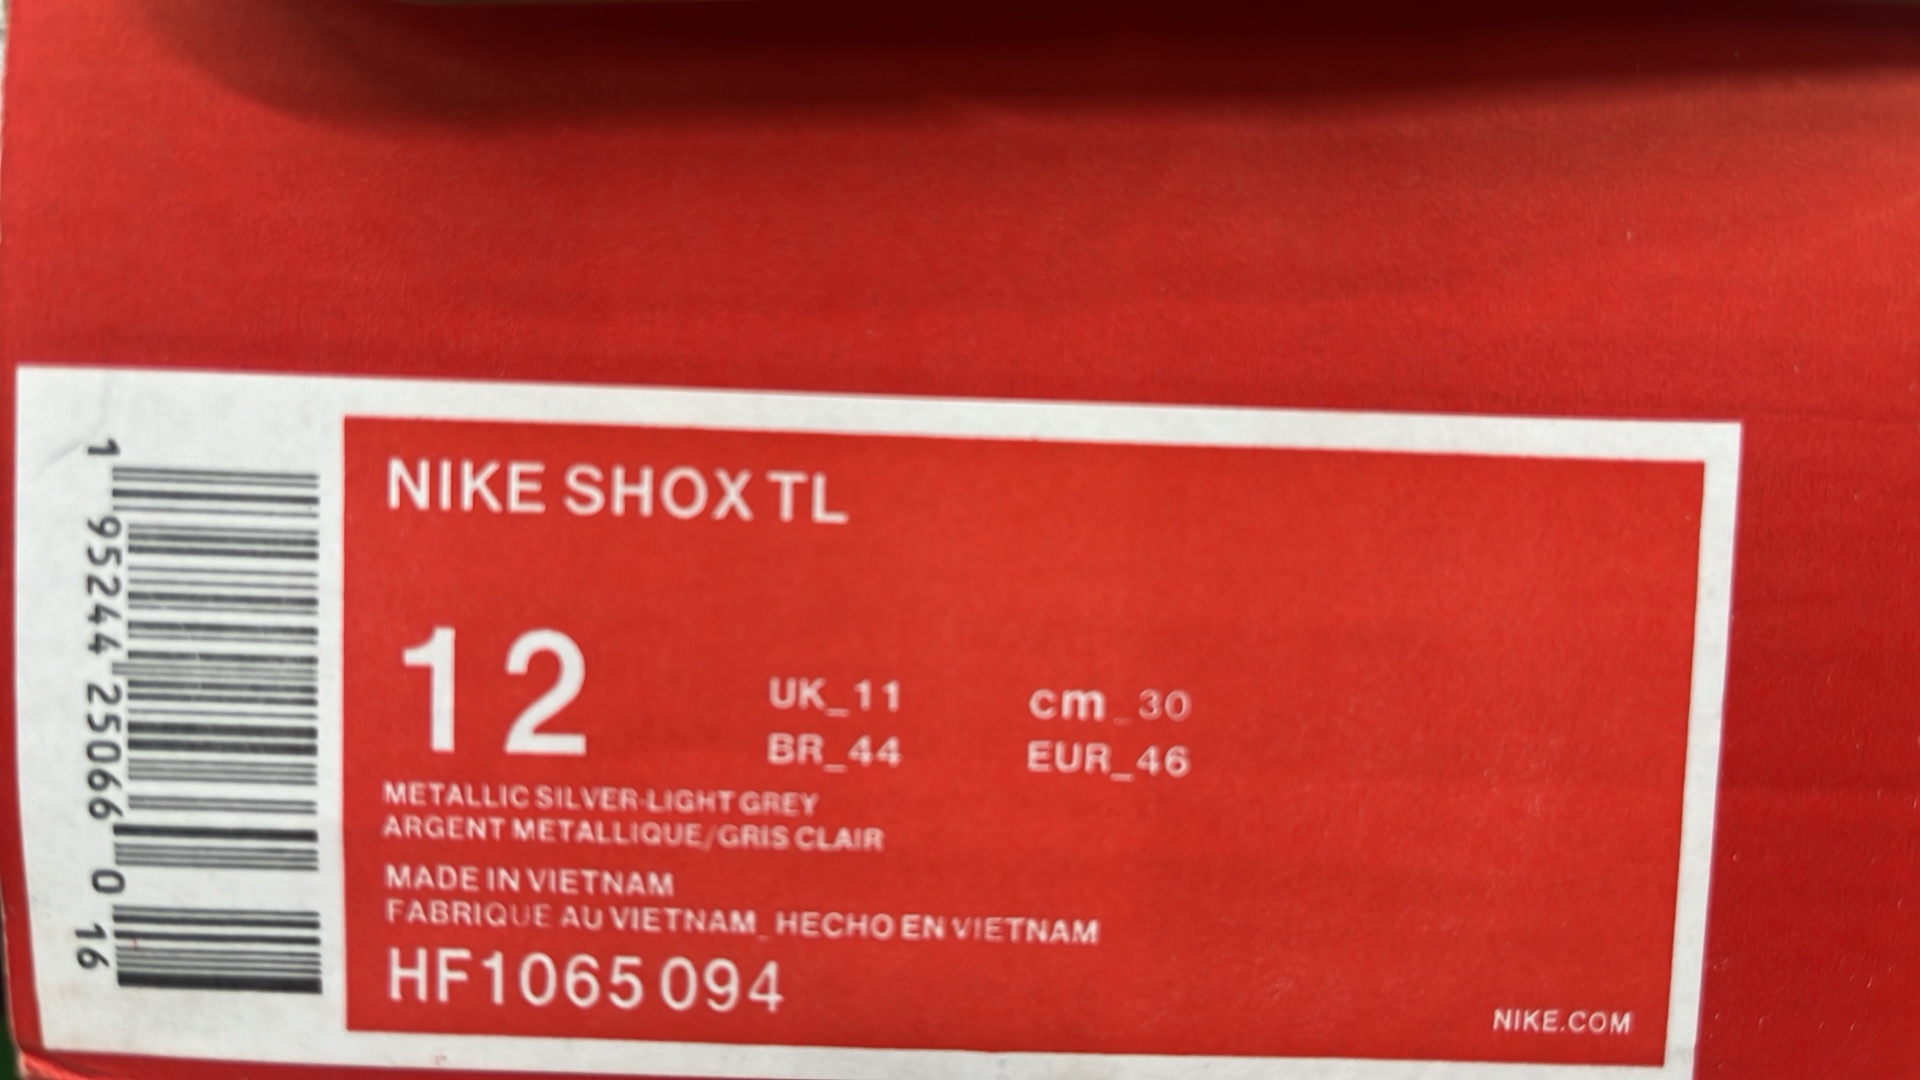 1 95244 25066 0 16
NIKE SHOX TL
12
UK_11
cm_30
BR_44
EUR_46
METALLIC SILVER-LIGHT GREY
ARGENT METALLIQUE/GRIS CLAIR
MADE IN VIETNAM
FABRIQUE AU VIETNAM_HECHO EN VIETNAM
HF1065 094
NIKE.COM